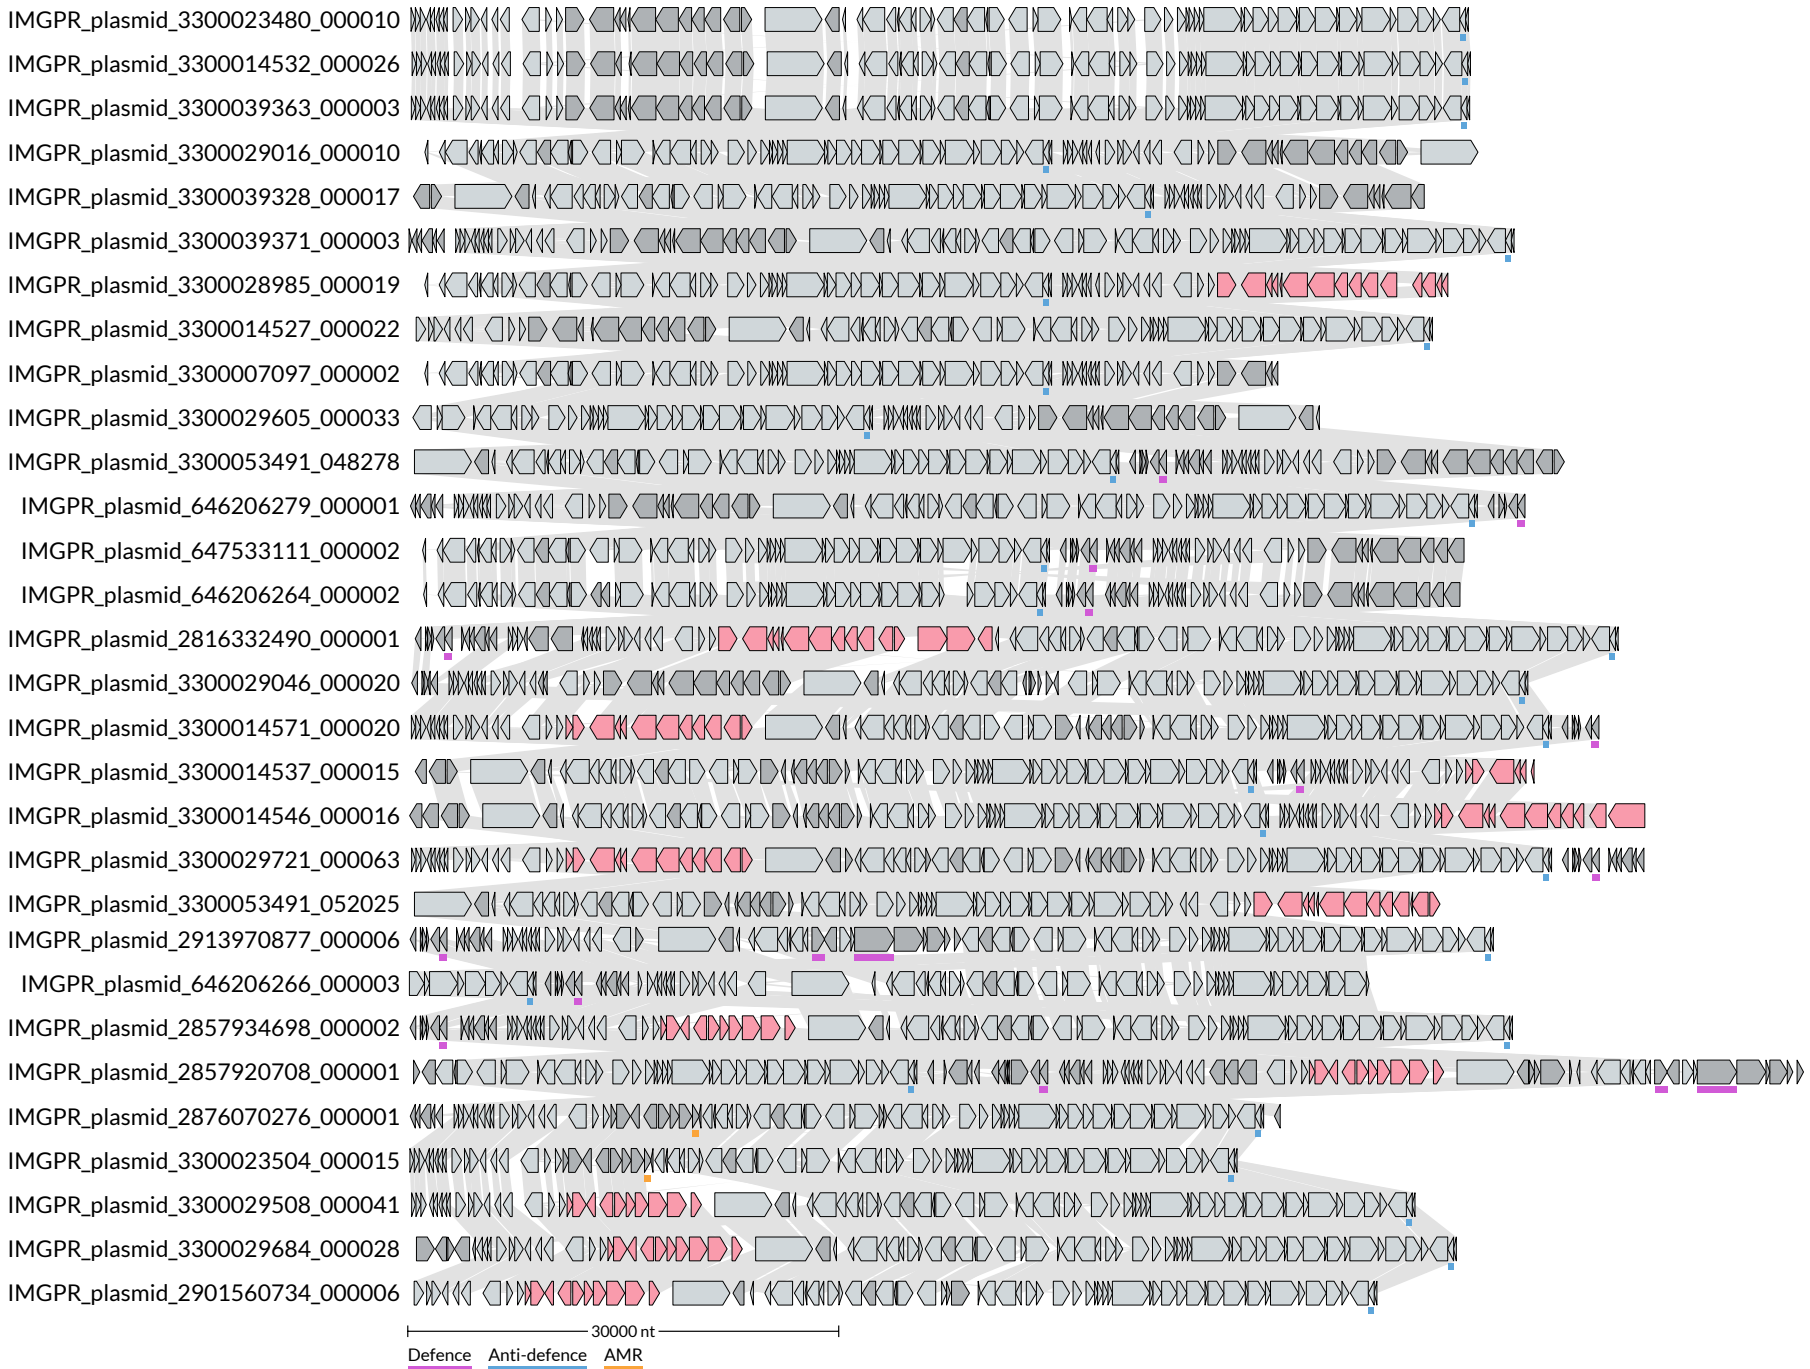 IMGPR_plasmid_3300023480_000010
IMGPR_plasmid_3300014532_000026
IMGPR_plasmid_3300039363_000003
IMGPR_plasmid_3300029016_000010
IMGPR_plasmid_3300039328_000017
IMGPR_plasmid_3300039371_000003
IMGPR_plasmid_3300028985_000019
IMGPR_plasmid_3300014527_000022
IMGPR_plasmid_3300007097_000002
IMGPR_plasmid_3300029605_000033
IMGPR_plasmid_3300053491_048278
IMGPR_plasmid_646206279_000001
IMGPR_plasmid_647533111_000002
IMGPR_plasmid_646206264_000002
IMGPR_plasmid_2816332490_000001
IMGPR_plasmid_3300029046_000020
IMGPR_plasmid_3300014571_000020
IMGPR_plasmid_3300014537_000015
IMGPR_plasmid_3300014546_000016
IMGPR_plasmid_3300029721_000063
IMGPR_plasmid_3300053491_052025
IMGPR_plasmid_2913970877_000006
IMGPR_plasmid_646206266_000003
IMGPR_plasmid_2857934698_000002
IMGPR_plasmid_2857920708_000001
IMGPR_plasmid_2876070276_000001
IMGPR_plasmid_3300023504_000015
IMGPR_plasmid_3300029508_000041
IMGPR_plasmid_3300029684_000028
IMGPR_plasmid_2901560734_000006
30000 nt
Defence Anti-defence AMR